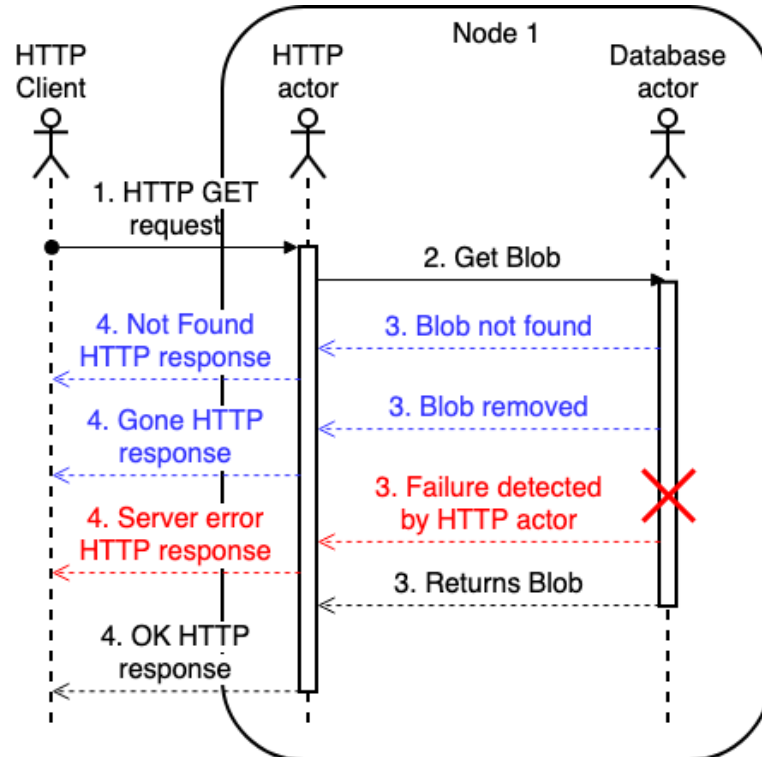 Node 1
HTTP
Client
HTTP
actor
Database
actor
1. HTTP GET
request
2. Get Blob
4. Not Found
HTTP response
3. Blob not found
4. Gone HTTP
response
3. Blob removed
3. Failure detected
by HTTP actor
4. Server error
HTTP response
3. Returns Blob
4. OK HTTP
response